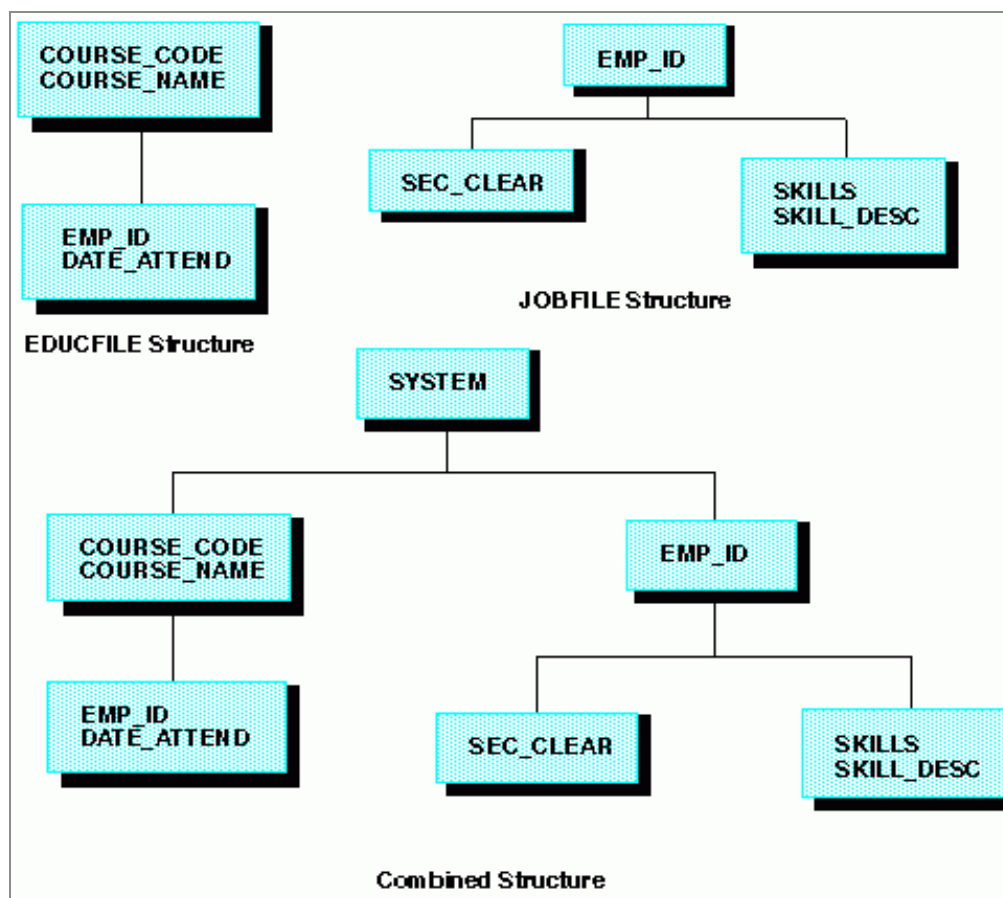 COURSE_CODE
COURSE_NAME
EMP_ID
DATE_ATTEND
EDUCFILE Structure
EMP_ID
SEC_CLEAR
SKILLS
SKILL_DESC
JOBFILE Structure
SYSTEM
COURSE_CODE
COURSE_NAME
EMP_ID
DATE_ATTEND
EMP_ID
SEC_CLEAR
SKILLS
SKILL_DESC
Combined Structure